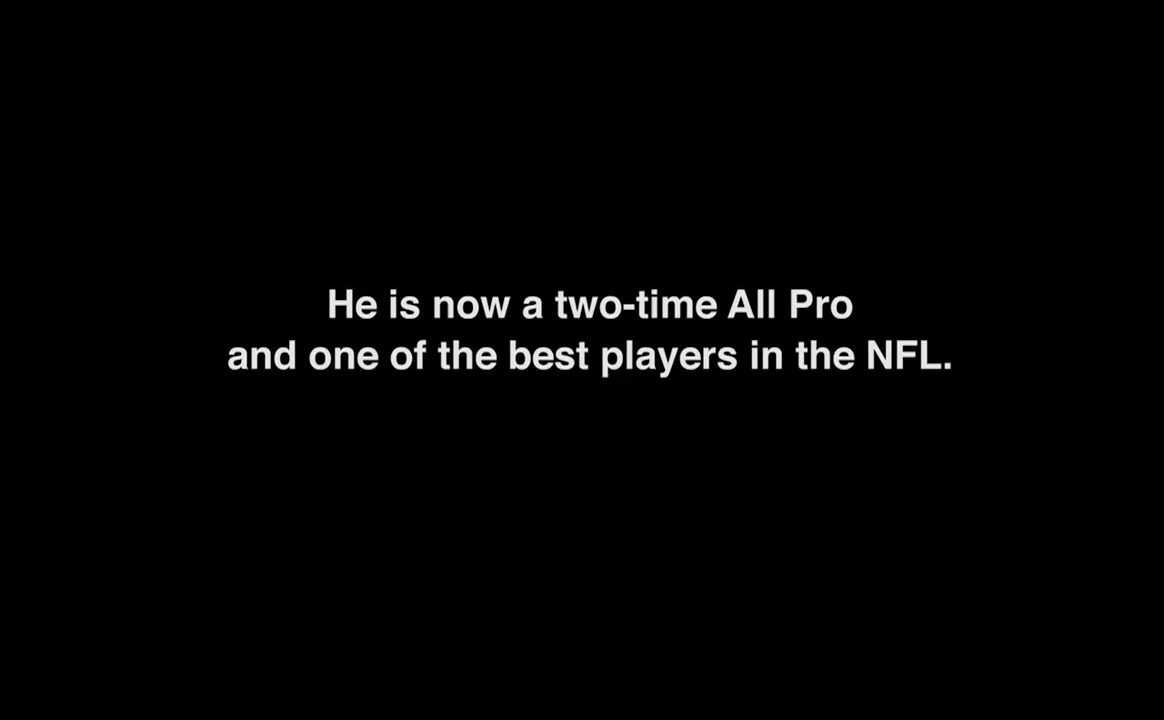 He is now a two-time All Pro
and one of the best players in the NFL.